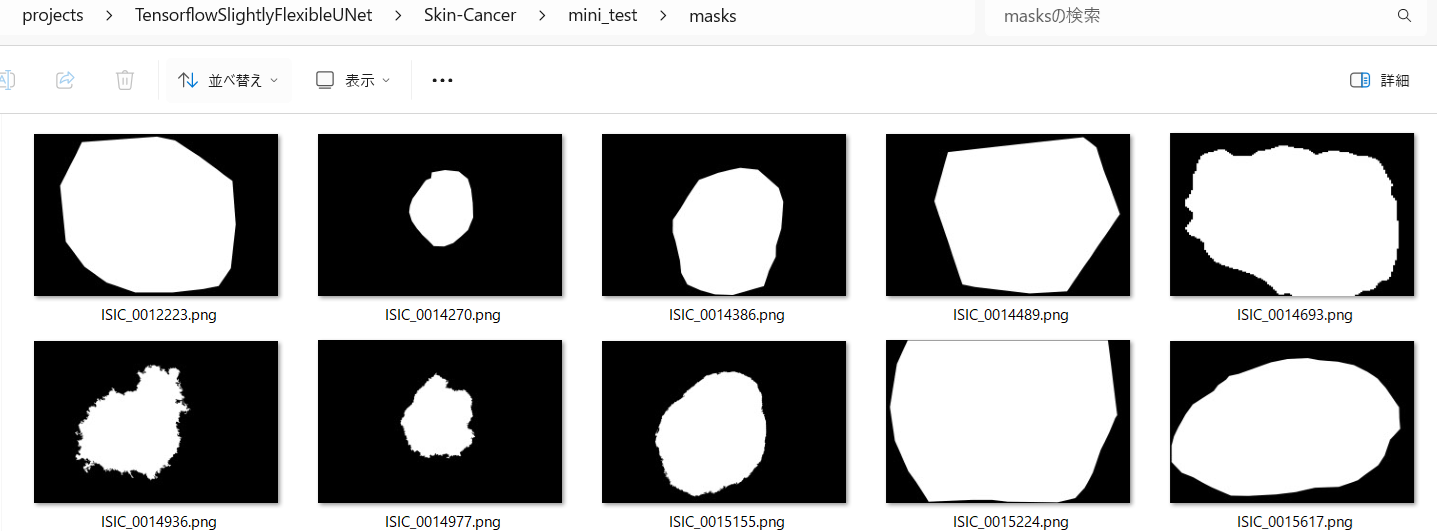 projects > TensorflowSlightlyFlexibleUNet > Skin-Cancer > mini_test > masks
masksの検索
並べ替え 表示 ••• 詳細
ISIC_0012223.png ISIC_0014270.png ISIC_0014386.png ISIC_0014489.png ISIC_0014693.png
ISIC_0014936.png ISIC_0014977.png ISIC_0015155.png ISIC_0015224.png ISIC_0015617.png